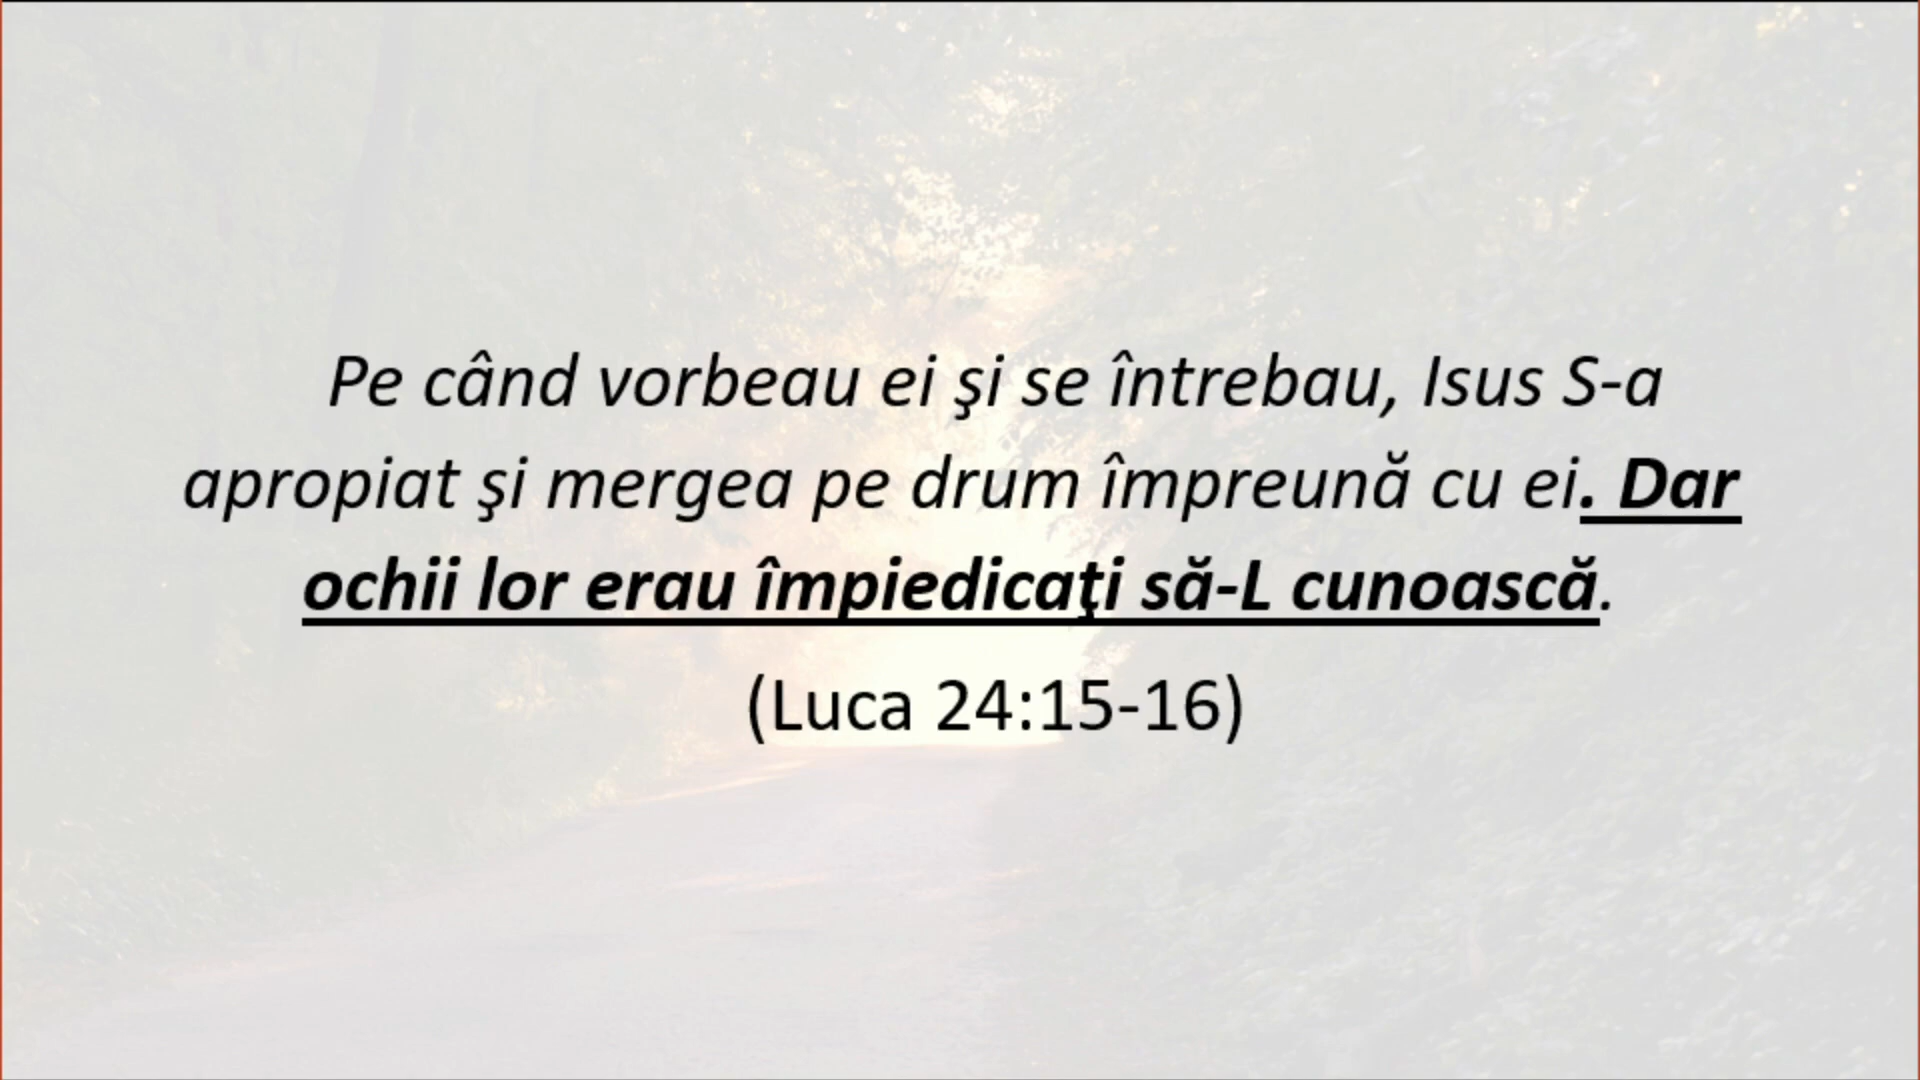 Pe când vorbeau ei şi se întrebau, Isus S-a
apropiat şi mergea pe drum împreună cu ei. Dar
ochii lor erau împiedicaţi să-L cunoască.
(Luca 24:15-16)